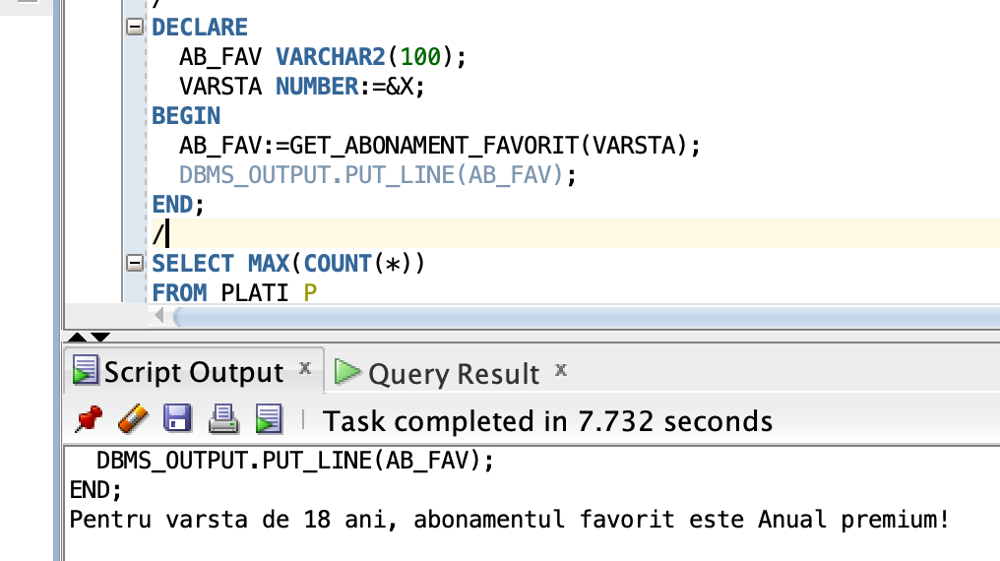 /
DECLARE
AB_FAV VARCHAR2(100);
VARSTA NUMBER:=&X;
BEGIN
AB_FAV:=GET_ABONAMENT_FAVORIT(VARSTA);
DBMS_OUTPUT.PUT_LINE(AB_FAV);
END;
/
SELECT MAX(COUNT(*))
FROM PLATI P
Script Output x
Query Result x
Task completed in 7.732 seconds
DBMS_OUTPUT.PUT_LINE(AB_FAV);
END;
Pentru varsta de 18 ani, abonamentul favorit este Anual premium!